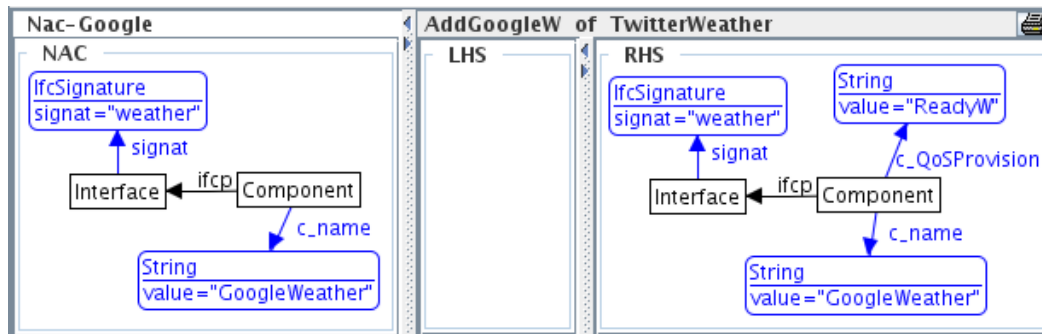 Nac-Google
NAC
IfcSignature
signat="weather"
signat
Interface
ifcp
Component
c_name
String
value="GoogleWeather"
AddGoogleW of TwitterWeather
LHS
RHS
IfcSignature
signat="weather"
String
value="ReadyW"
signat
c_QoSProvision
Interface
ifcp
Component
c_name
String
value="GoogleWeather"